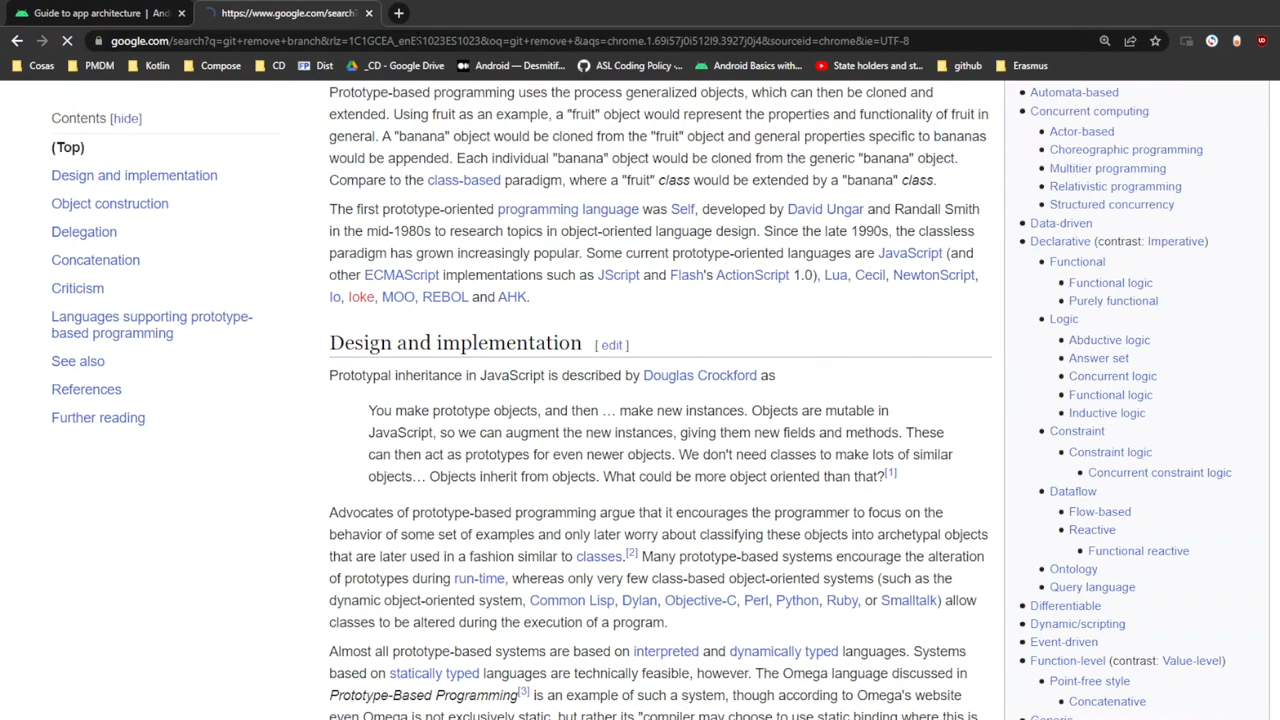 Guide to app architecture | And
https://www.google.com/search?
google.com/search?q=git+remove+branch&rlz=1C1GCEA_enES1023ES1023&oq=git+remove+&aqs=chrome.1.69i57j0i512l9.3927j0j4&sourceid=chrome&ie=UTF-8
Cosas PMDM Kotlin Compose CD Dist _CD - Google Drive Android — Desmitif... ASL Coding Policy -... Android Basics with... State holders and st... github Erasmus
Contents [hide]
(Top)
Design and implementation
Object construction
Delegation
Concatenation
Criticism
Languages supporting prototype-
based programming
See also
References
Further reading
Prototype-based programming uses the process generalized objects, which can then be cloned and
extended. Using fruit as an example, a "fruit" object would represent the properties and functionality of fruit in
general. A "banana" object would be cloned from the "fruit" object and general properties specific to bananas
would be appended. Each individual "banana" object would be cloned from the generic "banana" object.
Compare to the class-based paradigm, where a "fruit" class would be extended by a "banana" class.
The first prototype-oriented programming language was Self, developed by David Ungar and Randall Smith
in the mid-1980s to research topics in object-oriented language design. Since the late 1990s, the classless
paradigm has grown increasingly popular. Some current prototype-oriented languages are JavaScript (and
other ECMAScript implementations such as JScript and Flash's ActionScript 1.0), Lua, Cecil, NewtonScript,
Io, Ioke, MOO, REBOL and AHK.
Design and implementation [ edit ]
Prototypal inheritance in JavaScript is described by Douglas Crockford as
You make prototype objects, and then … make new instances. Objects are mutable in
JavaScript, so we can augment the new instances, giving them new fields and methods. These
can then act as prototypes for even newer objects. We don't need classes to make lots of similar
objects… Objects inherit from objects. What could be more object oriented than that?[1]
Advocates of prototype-based programming argue that it encourages the programmer to focus on the
behavior of some set of examples and only later worry about classifying these objects into archetypal objects
that are later used in a fashion similar to classes.[2] Many prototype-based systems encourage the alteration
of prototypes during run-time, whereas only very few class-based object-oriented systems (such as the
dynamic object-oriented system, Common Lisp, Dylan, Objective-C, Perl, Python, Ruby, or Smalltalk) allow
classes to be altered during the execution of a program.
Almost all prototype-based systems are based on interpreted and dynamically typed languages. Systems
based on statically typed languages are technically feasible, however. The Omega language discussed in
Prototype-Based Programming[3] is an example of such a system, though according to Omega's website
even Omega is not exclusively static, but rather its "compiler may choose to use static binding where this is
Automata-based
Concurrent computing
Actor-based
Choreographic programming
Multitier programming
Relativistic programming
Structured concurrency
Data-driven
Declarative (contrast: Imperative)
Functional
Functional logic
Purely functional
Logic
Abductive logic
Answer set
Concurrent logic
Functional logic
Inductive logic
Constraint
Constraint logic
Concurrent constraint logic
Dataflow
Flow-based
Reactive
Functional reactive
Ontology
Query language
Differentiable
Dynamic/scripting
Event-driven
Function-level (contrast: Value-level)
Point-free style
Concatenative
Generic